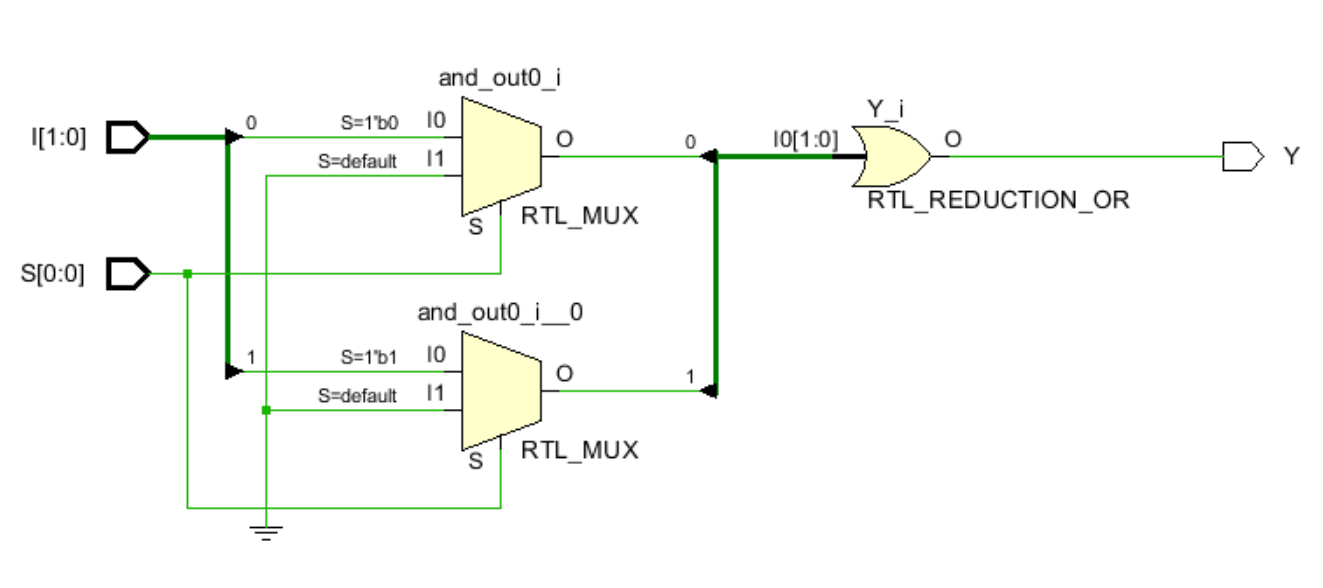 and_out0_i
I[1:0]
0
S=1'b0
I0
S=default
I1
O
S
RTL_MUX
0
I0[1:0]
Y_i
O
RTL_REDUCTION_OR
Y
S[0:0]
and_out0_i__0
1
S=1'b1
I0
S=default
I1
O
S
RTL_MUX
1